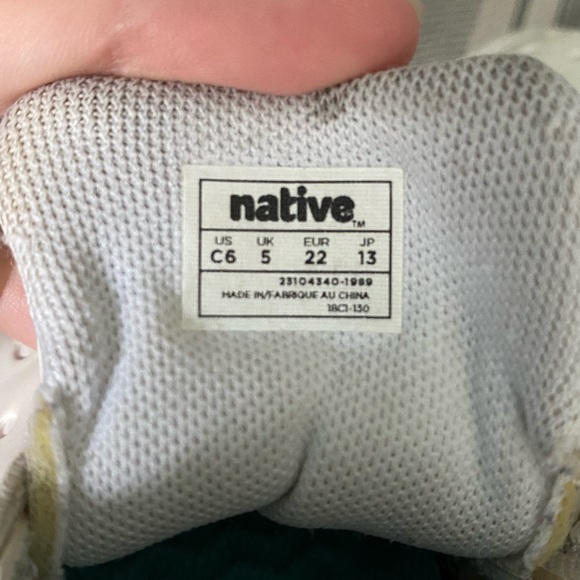 native™
US UK EUR JP
C6 5 22 13
23104340-1989
MADE IN/FABRIQUE AU CHINA
18C1-130